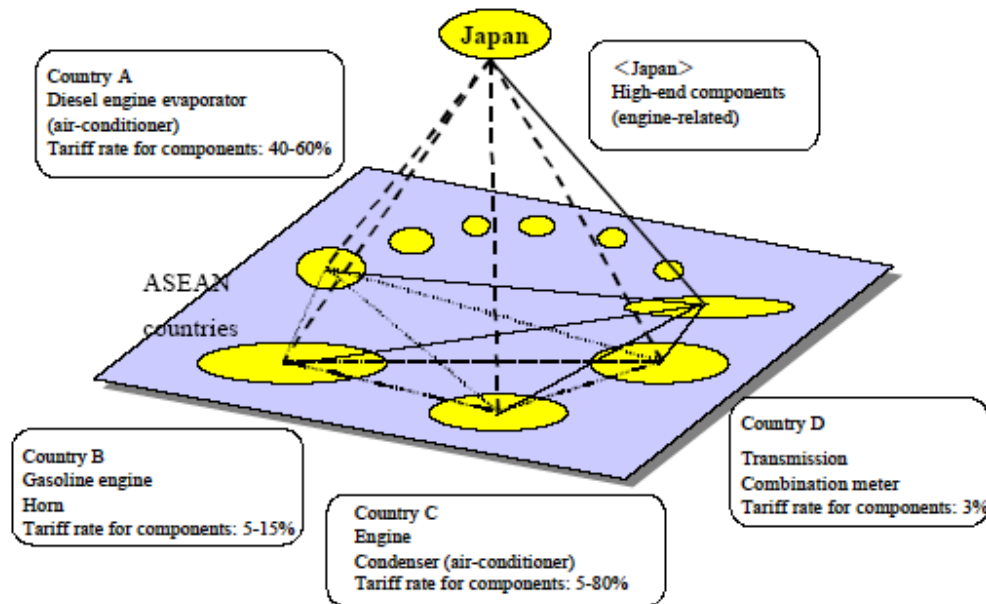 Japan
Country A
Diesel engine evaporator
(air-conditioner)
Tariff rate for components: 40-60%
<Japan>
High-end components
(engine-related)
ASEAN
countries
Country B
Gasoline engine
Horn
Tariff rate for components: 5-15%
Country C
Engine
Condenser (air-conditioner)
Tariff rate for components: 5-80%
Country D
Transmission
Combination meter
Tariff rate for components: 3%